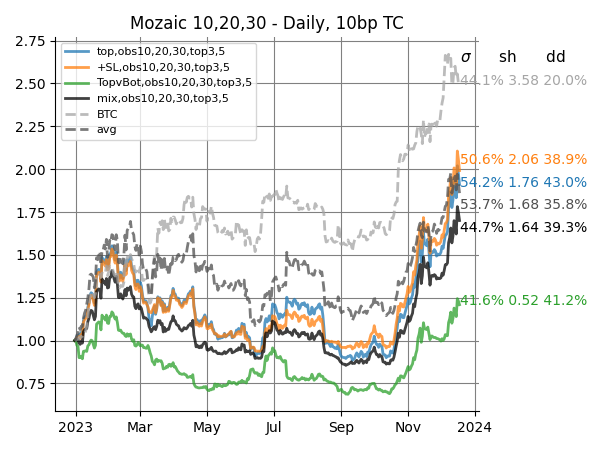 Mozaic 10,20,30 - Daily, 10bp TC
2.75
2.50
2.25
2.00
1.75
1.50
1.25
1.00
0.75
top,obs10,20,30,top3,5
+SL,obs10,20,30,top3,5
TopvBot,obs10,20,30,top3,5
mix,obs10,20,30,top3,5
BTC
avg
σ sh dd
44.1% 3.58 20.0%
50.6% 2.06 38.9%
54.2% 1.76 43.0%
53.7% 1.68 35.8%
44.7% 1.64 39.3%
41.6% 0.52 41.2%
2023 Mar May Jul Sep Nov 2024